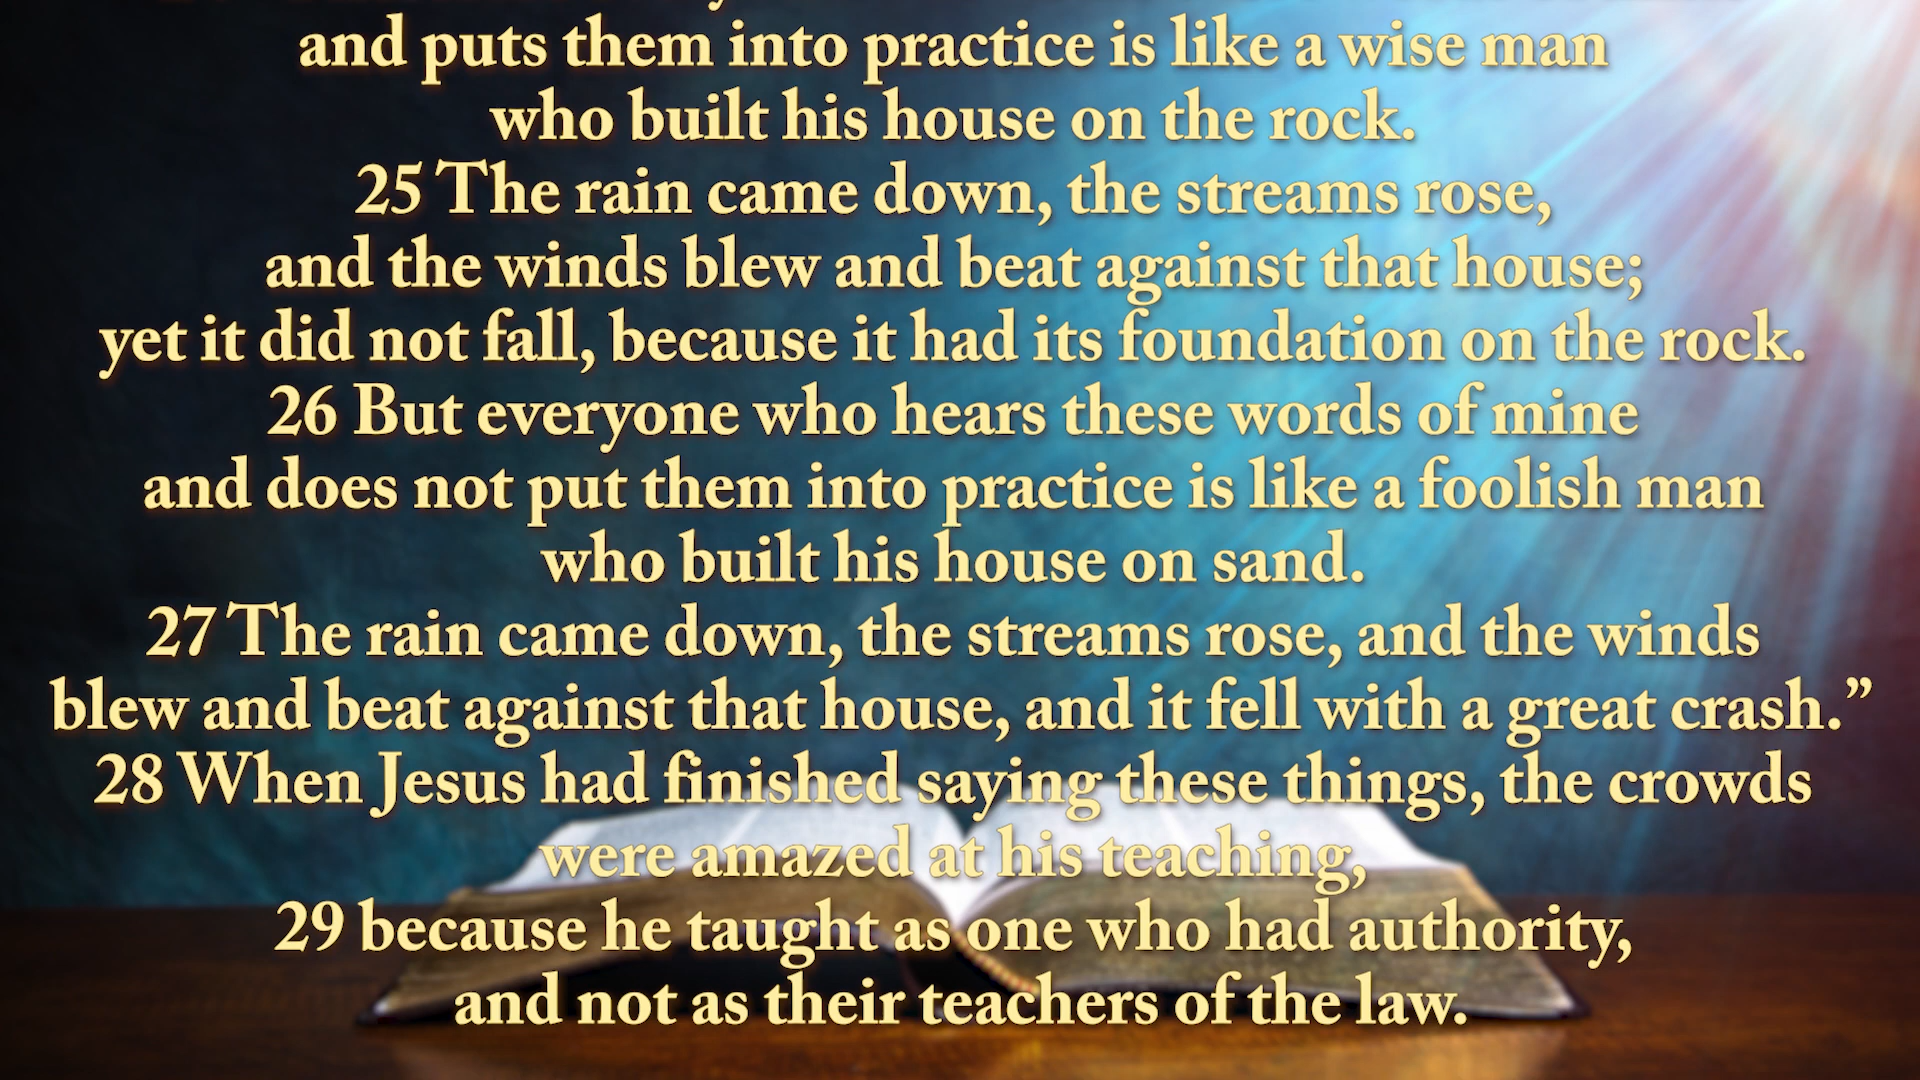 and puts them into practice is like a wise man
who built his house on the rock.
25 The rain came down, the streams rose,
and the winds blew and beat against that house;
yet it did not fall, because it had its foundation on the rock.
26 But everyone who hears these words of mine
and does not put them into practice is like a foolish man
who built his house on sand.
27 The rain came down, the streams rose, and the winds
blew and beat against that house, and it fell with a great crash.”
28 When Jesus had finished saying these things, the crowds
were amazed at his teaching,
29 because he taught as one who had authority,
and not as their teachers of the law.